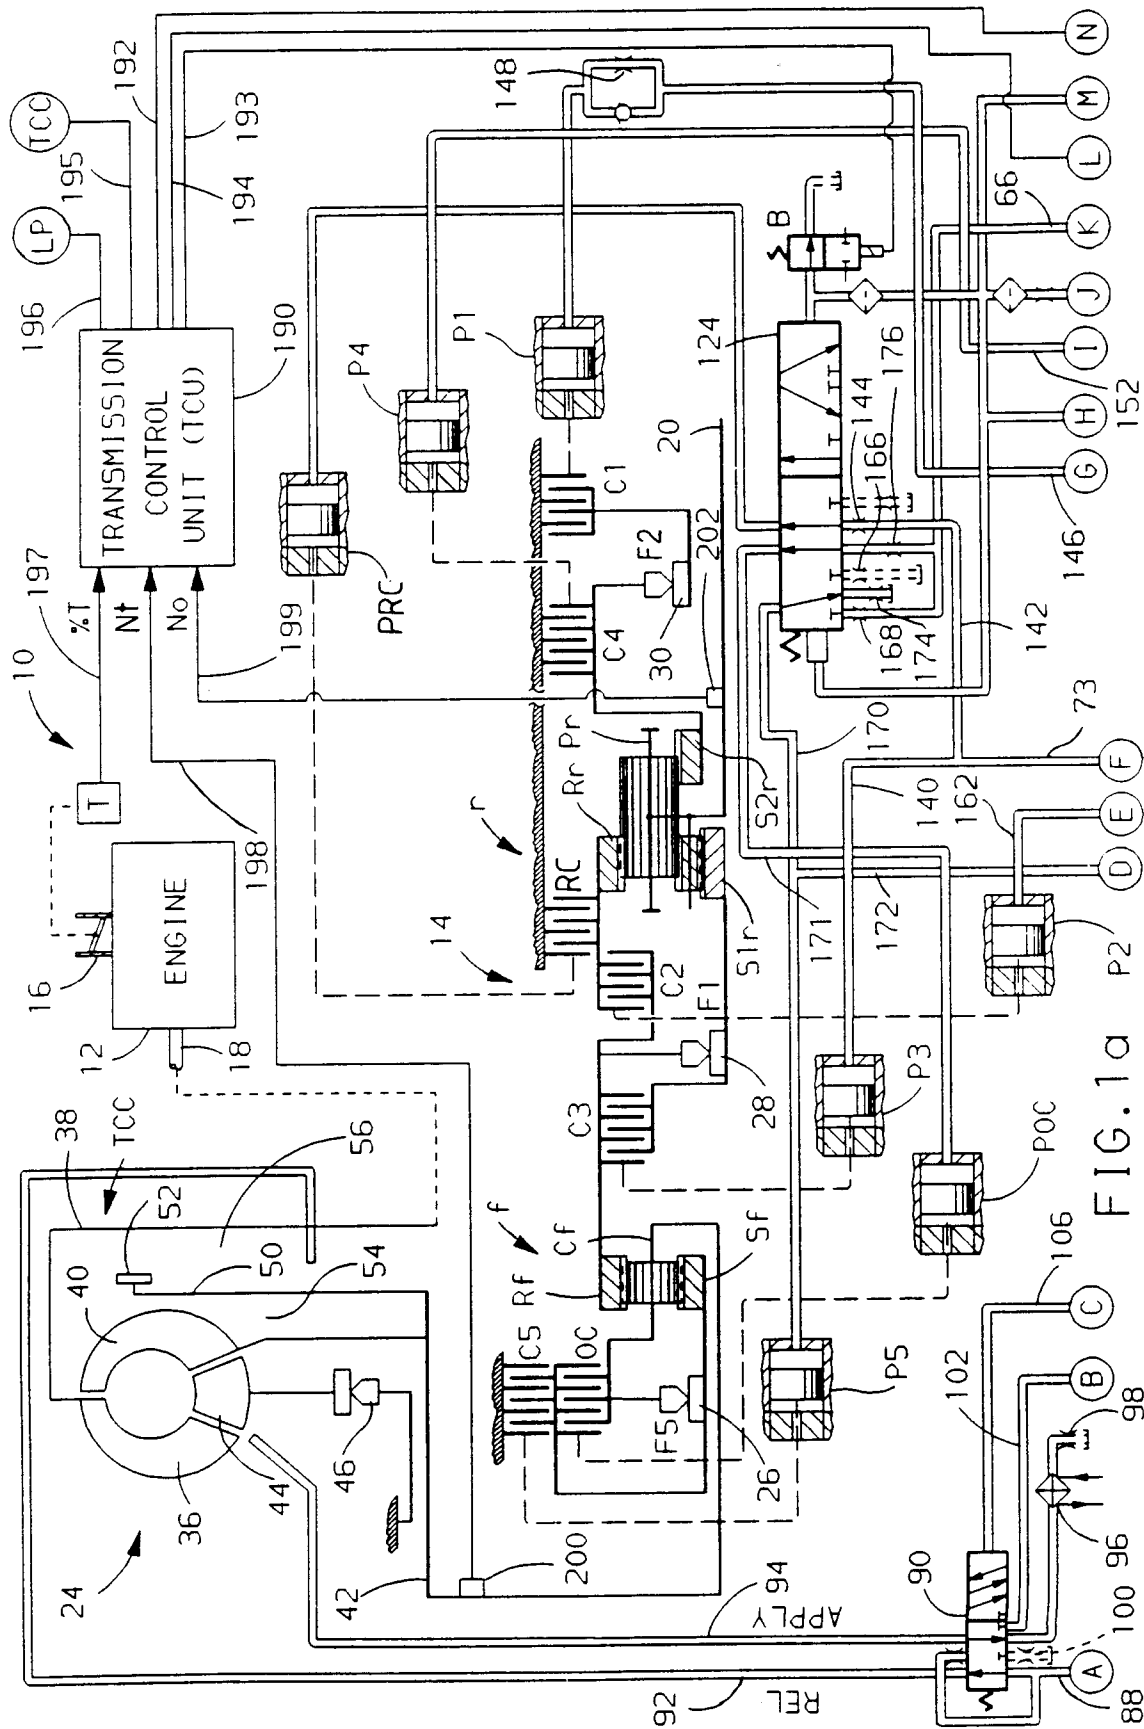 24
36
40
44
46
42
200
94
APPLY
92
REL
38
TCC
52
50
54
56
12
18
16
ENGINE
198
T
10
197
%T
Nt
No
199
TRANSMISSION
CONTROL
UNIT (TCU)
190
196
LP
195
TCC
194
192
193
PRC
P4
P1
148
14
r
f
C5
OC
Rf
Cf
Sf
F5
26
C3
C2
F1
28
RC
Rr
Pr
S1r
S2r
C4
F2
30
C1
20
202
P5
POC
P3
P2
171
172
170
140
162
142
73
168
174
166
144
176
124
B
66
152
146
90
88
100
96
98
102
106
A
B
C
D
E
F
G
H
I
J
K
L
M
N
FIG. 1a